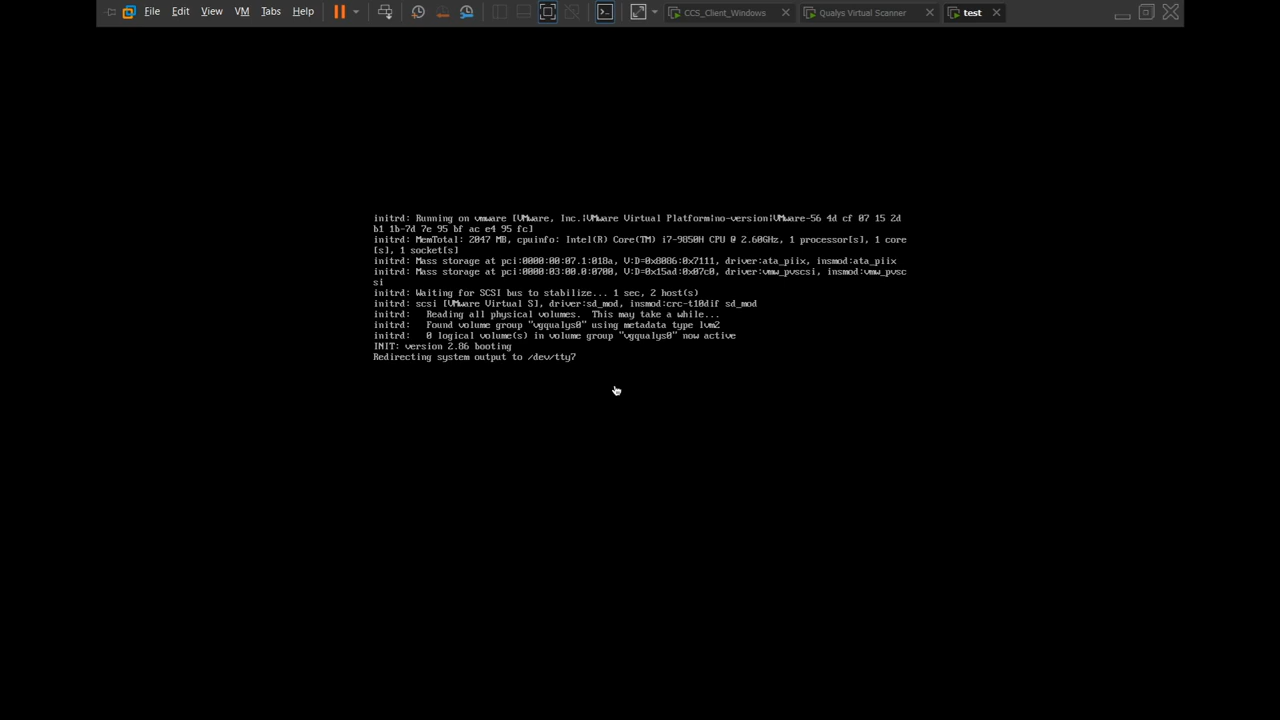 File Edit View VM Tabs Help CCS_Client_Windows Qualys Virtual Scanner test
initrd: Running on vmware [VMware, Inc.|VMware Virtual Platform|no-version|VMware-56 4d cf 07 15 2d
b1 1b-7d 7e 95 bf ac e4 95 fc]
initrd: MemTotal: 2047 MB, cpuinfo: Intel(R) Core(TM) i7-9850H CPU @ 2.60GHz, 1 processor[s], 1 core
[s], 1 socket[s]
initrd: Mass storage at pci:0000:00:07.1:018a, V:D=0x8086:0x7111, driver:ata_piix, insmod:ata_piix
initrd: Mass storage at pci:0000:03:00.0:0700, V:D=0x15ad:0x07c0, driver:vmw_pvscsi, insmod:vmw_pvsc
si
initrd: Waiting for SCSI bus to stabilize... 1 sec, 2 host(s)
initrd: scsi [VMware Virtual S], driver:sd_mod, insmod:crc-t10dif sd_mod
initrd:   Reading all physical volumes.  This may take a while...
initrd:   Found volume group "vgqualys0" using metadata type lvm2
initrd:   0 logical volume(s) in volume group "vgqualys0" now active
INIT: version 2.86 booting
Redirecting system output to /dev/tty7